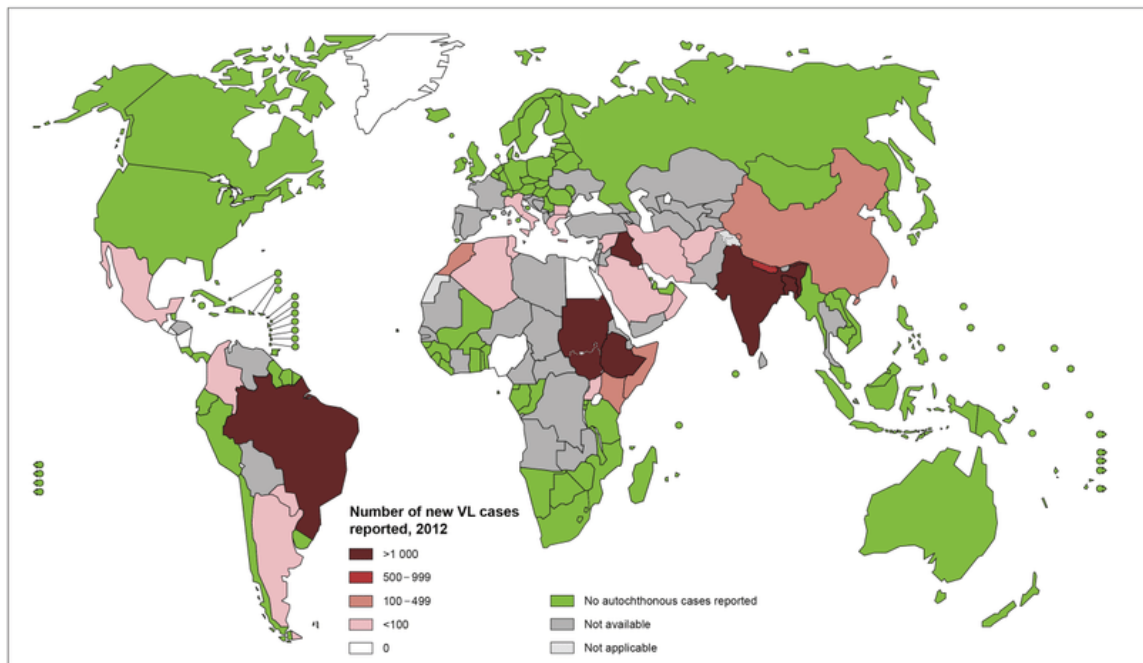 Number of new VL cases
reported, 2012
>1 000
500–999
100–499
<100
0
No autochthonous cases reported
Not available
Not applicable